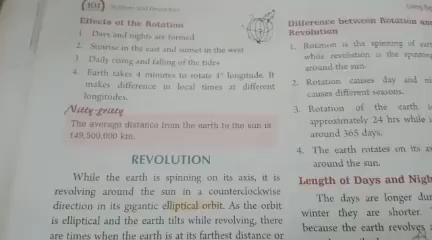 101 Rotation and Revolution
Effects of the Rotation
1. Days and nights are formed
2. Sunrise in the east and sunset in the west
3. Daily rising and falling of the tides
4. Earth takes 4 minutes to rotate 1° longitude. It
makes difference in local times at different
longitudes.
Nitty-gritty
The average distance from the earth to the sun is
149,500,000 km.
REVOLUTION
While the earth is spinning on its axis, it is
revolving around the sun in a counterclockwise
direction in its gigantic elliptical orbit. As the orbit
is elliptical and the earth tilts while revolving, there
are times when the earth is at its farthest distance or
Difference between Rotation and
Revolution
1. Rotation is the spinning of
while revolution is the spinning
around the sun.
2. Rotation causes day and
causes different seasons.
3. Rotation of the earth
approximately 24 hrs while
around 365 days.
4. The earth rotates on its
around the sun.
Length of Days and
The days are longer
winter they are shorter.
because the earth revolves